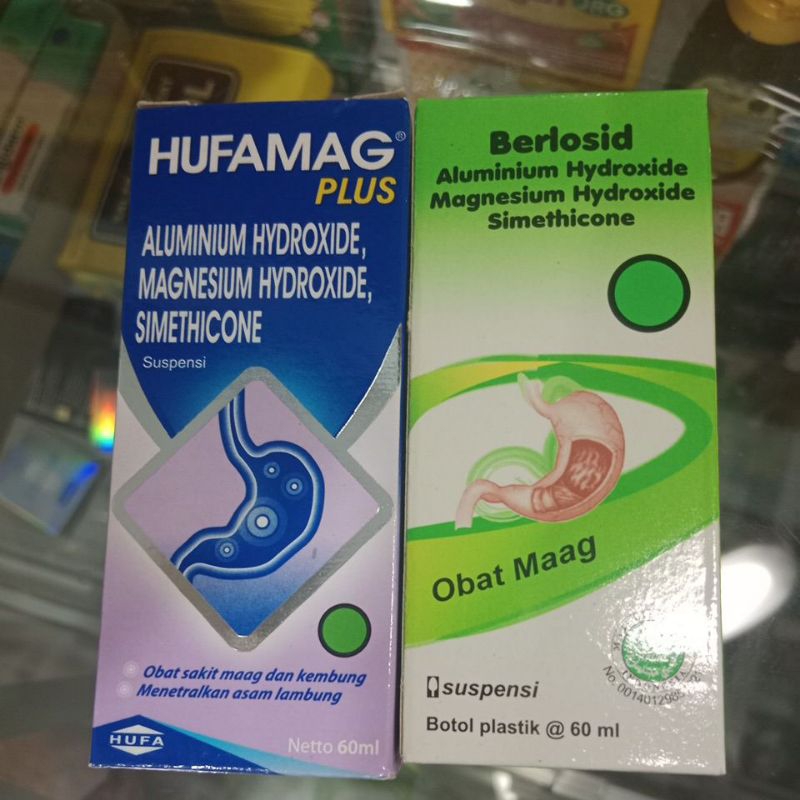 HUFAMAG®
PLUS
ALUMINIUM HYDROXIDE,
MAGNESIUM HYDROXIDE,
SIMETHICONE
Suspensi
Obat sakit maag dan kembung
Menetralkan asam lambung
HUFA
Netto 60ml
Berlosid
Aluminium Hydroxide
Magnesium Hydroxide
Simethicone
Obat Maag
suspensi
Botol plastik @ 60 ml